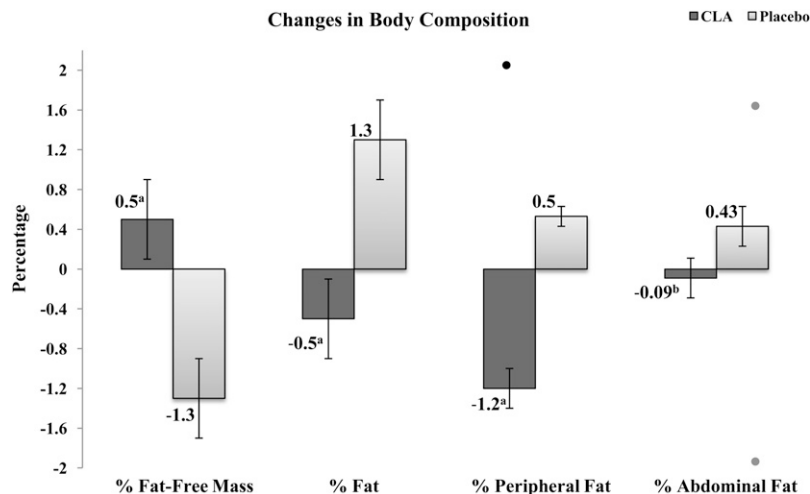 Changes in Body Composition
CLA Placebo
Percentage
2
1.6
1.2
0.8
0.4
0
-0.4
-0.8
-1.2
-1.6
-2
0.5ᵃ
-1.3
-0.5ᵃ
1.3
-1.2ᵃ
0.5
-0.09ᵇ
0.43
% Fat-Free Mass % Fat % Peripheral Fat % Abdominal Fat